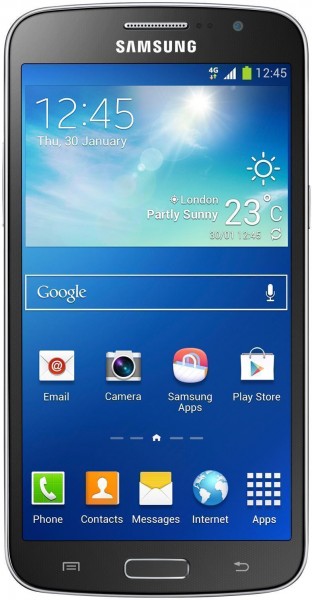 SAMSUNG
4G 12:45
12:45
Thu, 30 January
London
Partly Sunny 23°C
30/01 12:45
Google
Email Camera Samsung Apps Play Store
Phone Contacts Messages Internet Apps